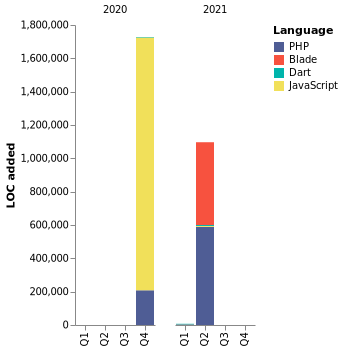 2020
2021
1,800,000
1,600,000
1,400,000
1,200,000
1,000,000
800,000
600,000
400,000
200,000
0
LOC added
Q1
Q2
Q3
Q4
Q1
Q2
Q3
Q4
Language
PHP
Blade
Dart
JavaScript